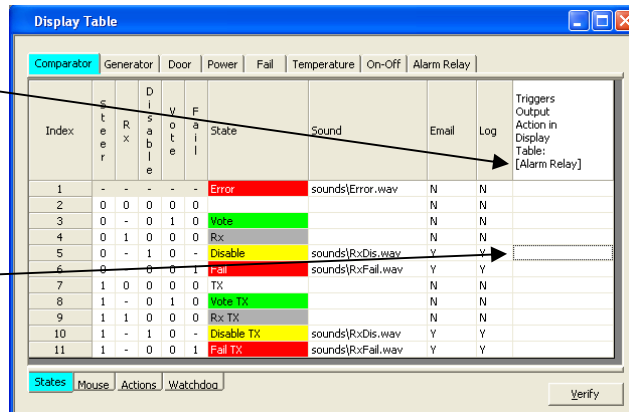 Display Table
Comparator Generator Door Power Fail Temperature On-Off Alarm Relay
Index Steer Rx Disable Vote Fail State Sound Email Log Triggers Output Action in Display Table: [Alarm Relay]
1 - - - - - Error sounds\Error.wav N N
2 0 0 0 0 0 N N
3 0 - 0 1 0 Vote N N
4 0 1 0 0 0 Rx N N
5 0 - 1 0 - Disable sounds\RxDis.wav Y Y
6 0 - 0 0 1 Fail sounds\RxFail.wav Y Y
7 1 0 0 0 0 TX N N
8 1 - 0 1 0 Vote TX N N
9 1 1 0 0 0 Rx TX N N
10 1 - 1 0 - Disable TX sounds\RxDis.wav Y Y
11 1 - 0 0 1 Fail TX sounds\RxFail.wav Y Y
States Mouse Actions Watchdog
Verify